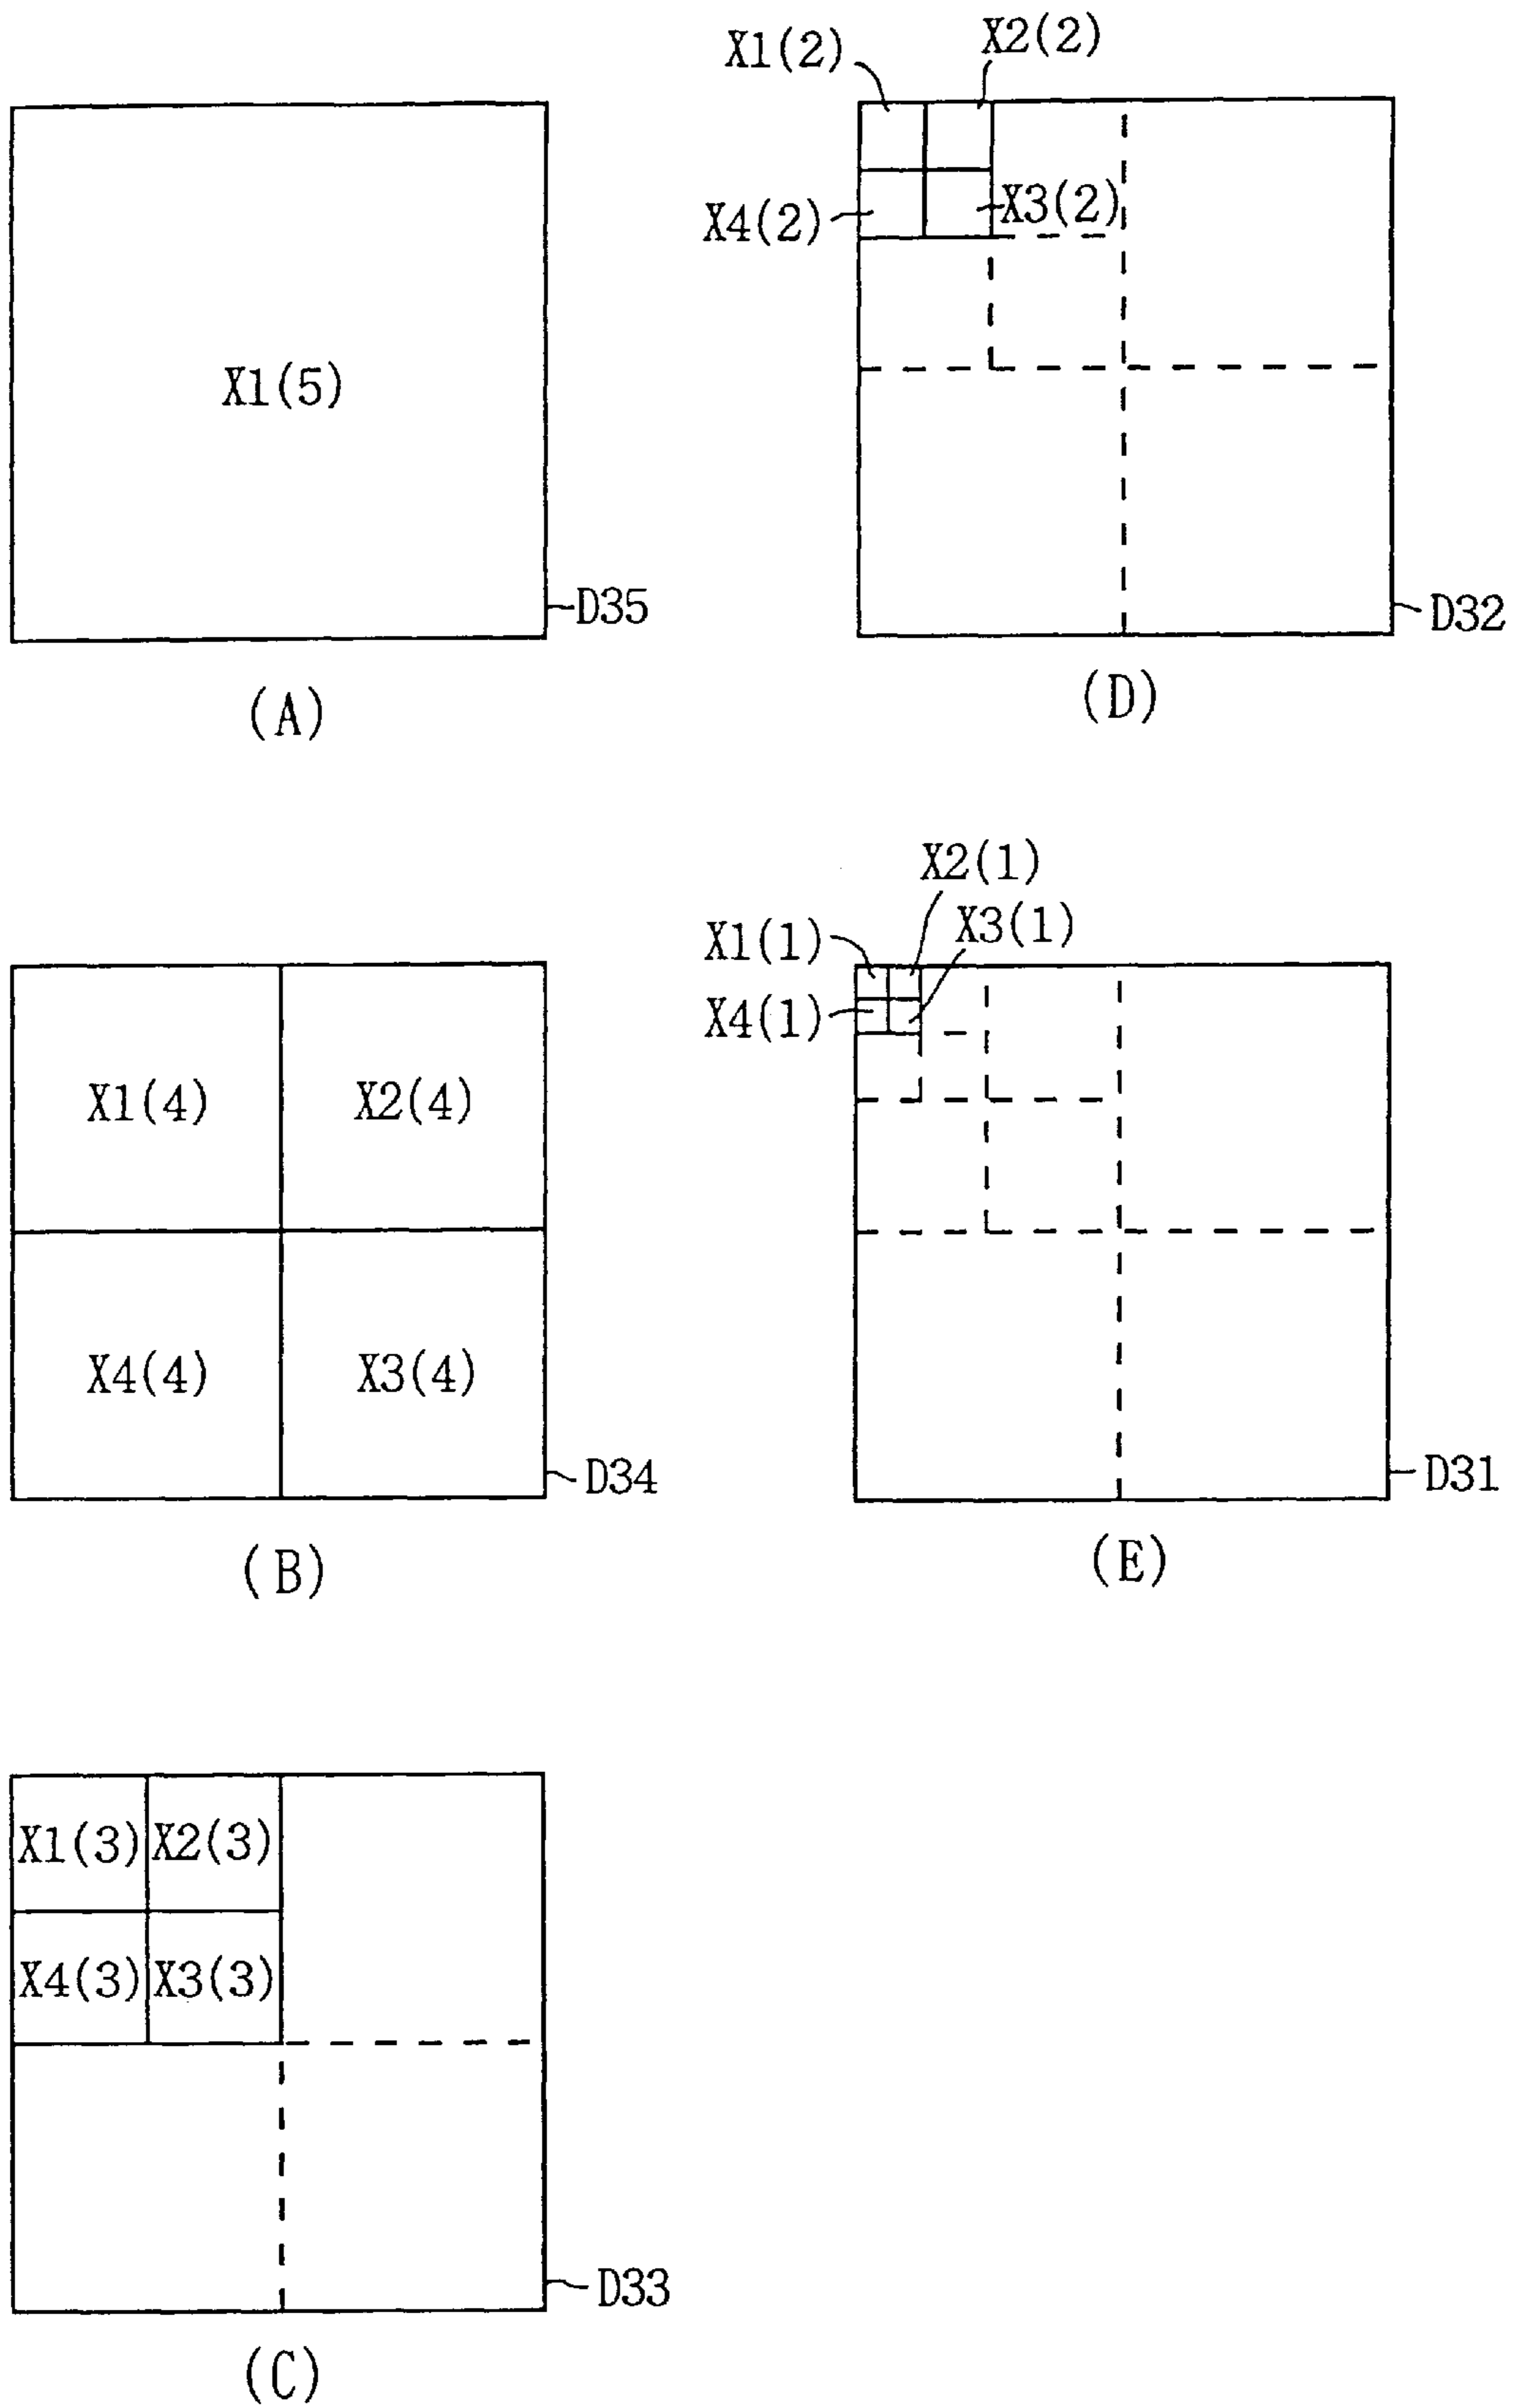 X1(5)
D35
(A)
X1(4) X2(4)
X4(4) X3(4)
D34
(B)
X1(3) X2(3)
X4(3) X3(3)
D33
(C)
X1(2) X2(2)
X4(2) X3(2)
D32
(D)
X2(1)
X1(1) X3(1)
X4(1)
D31
(E)